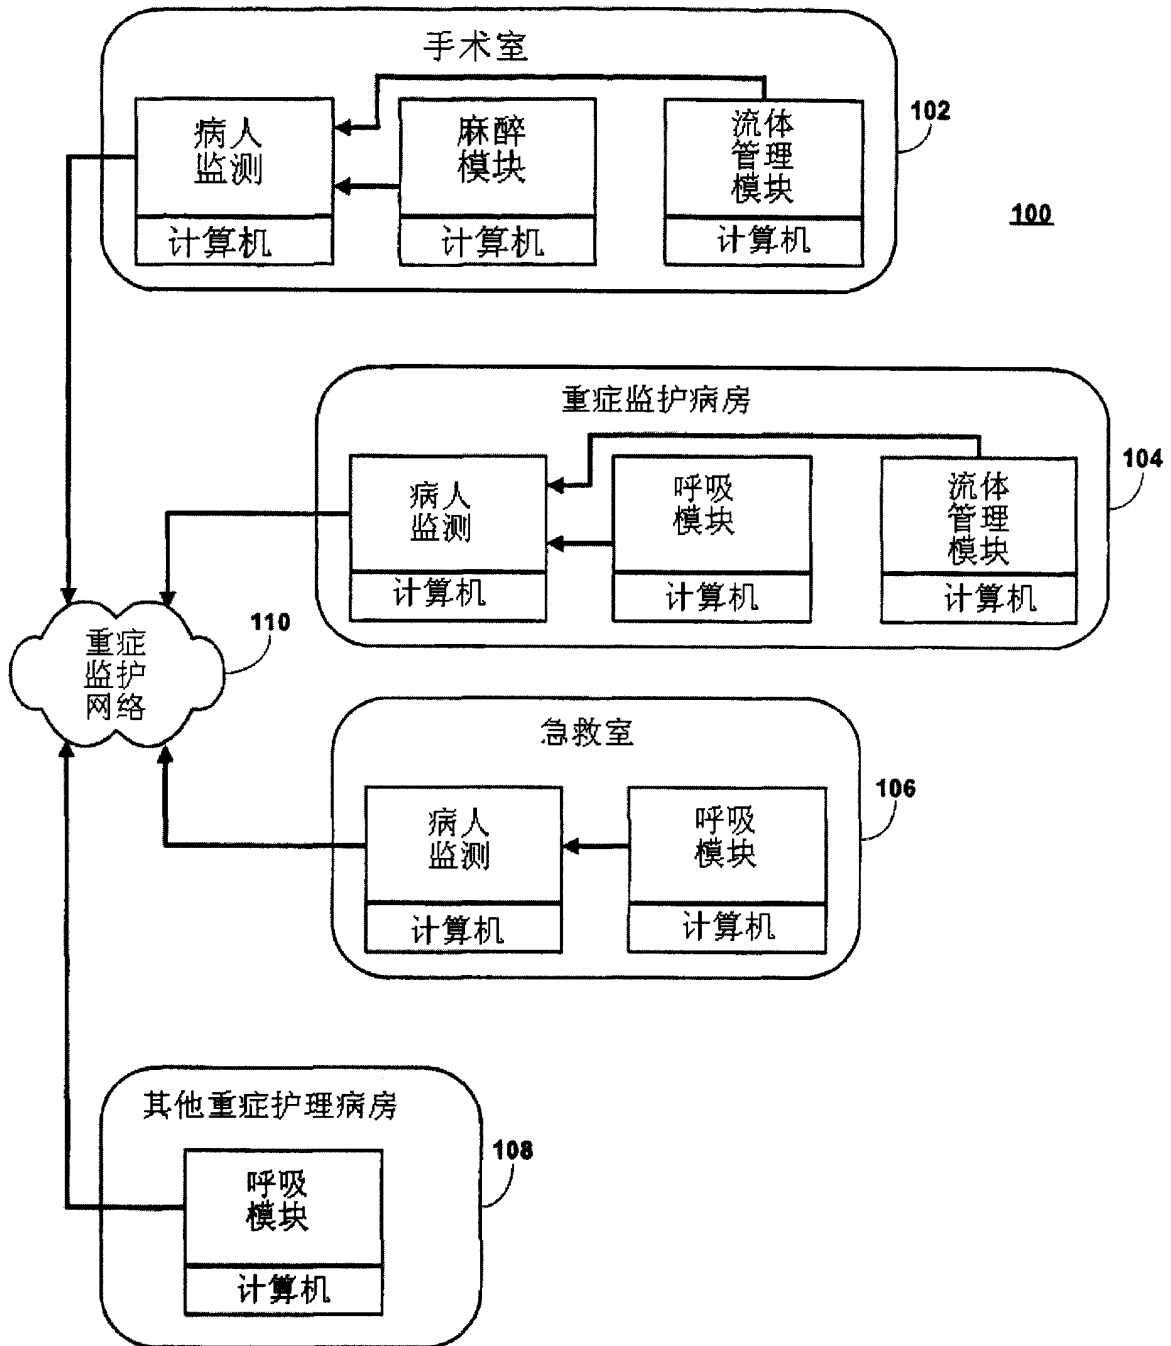 手术室
病人
监测
计算机
麻醉
模块
计算机
流体
管理
模块
计算机
102
100
重症监护病房
病人
监测
计算机
呼吸
模块
计算机
流体
管理
模块
计算机
104
重症
监护
网络
110
急救室
病人
监测
计算机
呼吸
模块
计算机
106
其他重症护理病房
呼吸
模块
计算机
108